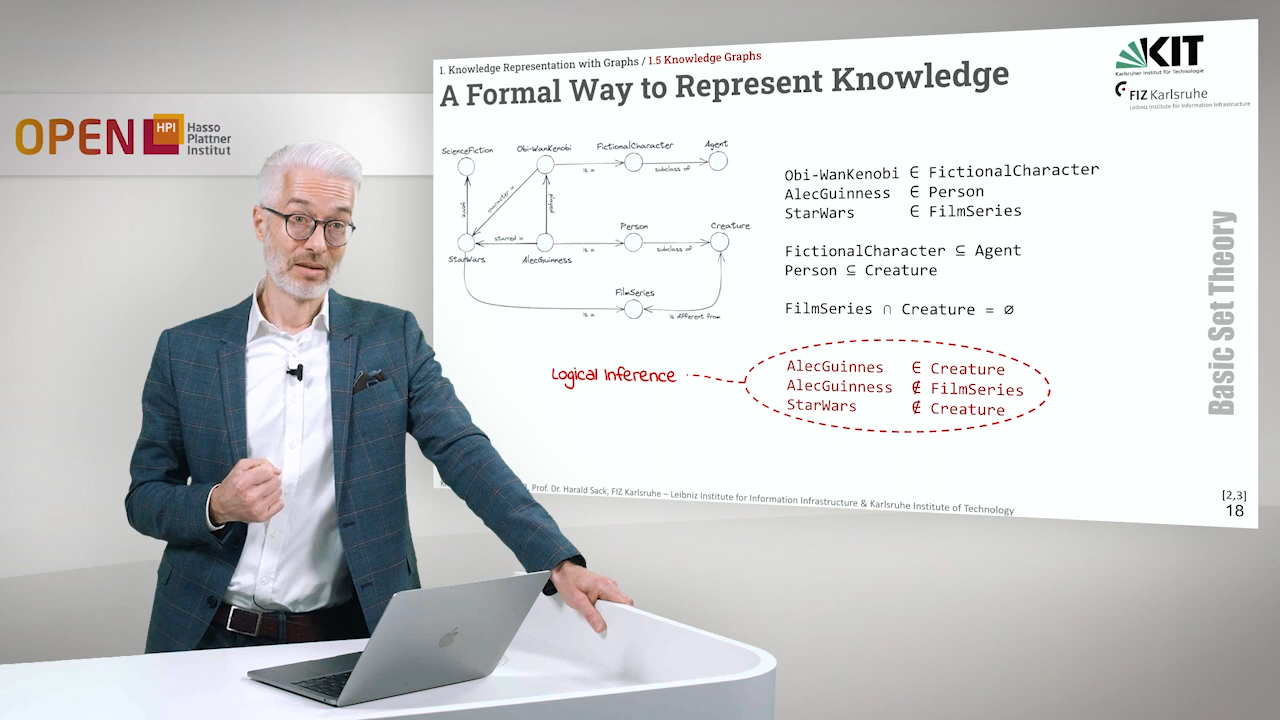 OPEN
HPI
Hasso
Plattner
Institut
1. Knowledge Representation with Graphs / 1.5 Knowledge Graphs
A Formal Way to Represent Knowledge
KIT
Karlsruher Institut für Technologie
FIZ Karlsruhe
Leibniz Institute for Information Infrastructure
ScienceFiction
Obi-WanKenobi
FictionalCharacter
Agent
is a
subclass of
genre
character in
played
starred in
StarWars
AlecGuinness
Person
Creature
is a
subclass of
FilmSeries
is a
is different from
Obi-WanKenobi ∈ FictionalCharacter
AlecGuinness ∈ Person
StarWars ∈ FilmSeries
FictionalCharacter ⊆ Agent
Person ⊆ Creature
FilmSeries ∩ Creature = ∅
Logical Inference
AlecGuinnes ∈ Creature
AlecGuinness ∉ FilmSeries
StarWars ∉ Creature
Basic Set Theory
Prof. Dr. Harald Sack, FIZ Karlsruhe – Leibniz Institute for Information Infrastructure & Karlsruhe Institute of Technology
[2,3]
18